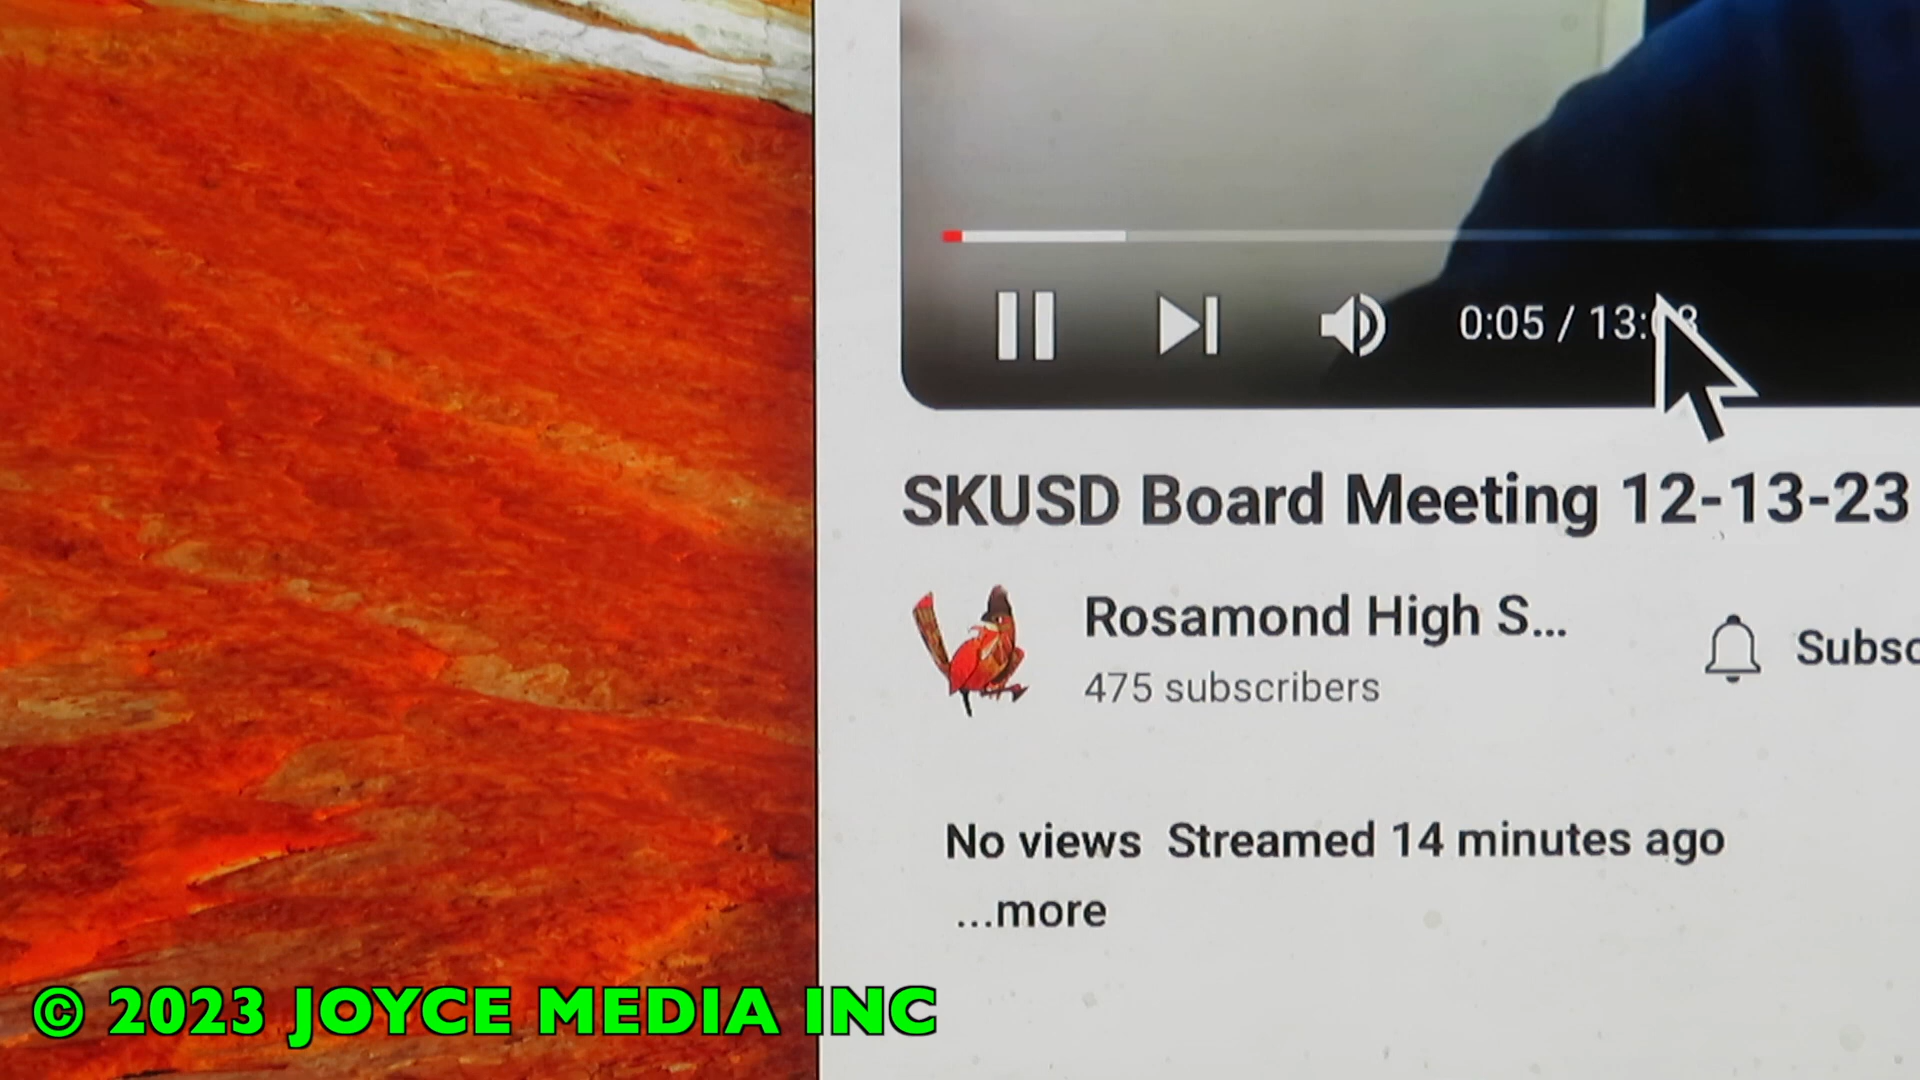 0:05 / 13:
SKUSD Board Meeting 12-13-23
Rosamond High S...
Subsc
475 subscribers
No views Streamed 14 minutes ago
...more
© 2023 JOYCE MEDIA INC